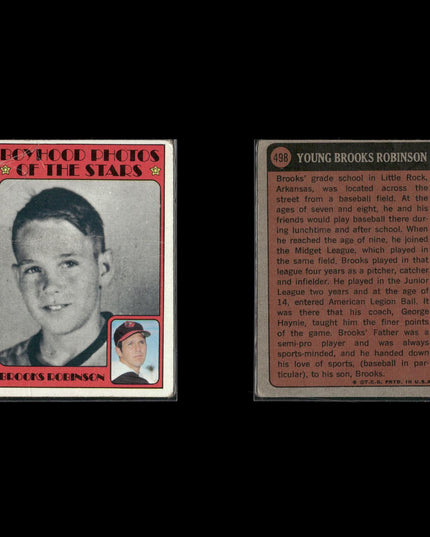 BOYHOOD PHOTOS
OF THE STARS
BROOKS ROBINSON
498 YOUNG BROOKS ROBINSON
Brooks' grade school in Little Rock,
Arkansas, was located across the
street from a baseball field. At the
ages of seven and eight, he and his
friends would play baseball there dur-
ing lunchtime and after school. When
he reached the age of nine, he joined
the Midget League, which played in
the same field. Brooks played in that
league four years as a pitcher, catcher
and infielder. He played in the Junior
League two years and at the age of
14, entered American Legion Ball. It
was there that his coach, George
Haynie, taught him the finer points
of the game. Brooks' Father was a
semi-pro player and was always
sports-minded, and he handed down
his love of sports, (baseball in par-
ticular), to his son, Brooks.
© T.C.G. PRTD. IN U.S.A